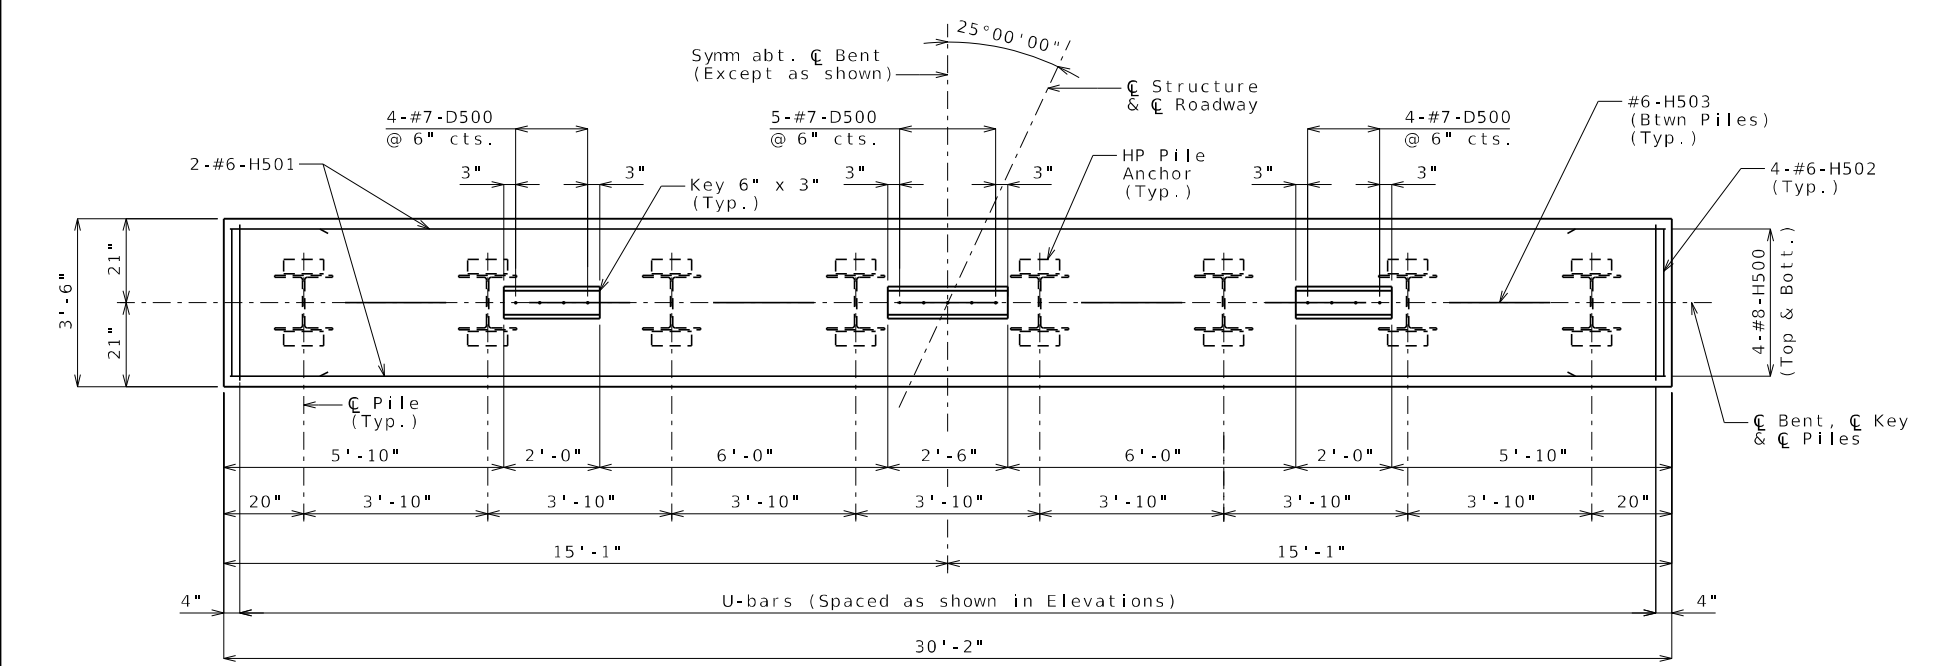 25°00'00"
Symm abt. ℄ Bent
(Except as shown)
℄ Structure
& ℄ Roadway
4-#7-D500
@ 6" cts.
5-#7-D500
@ 6" cts.
4-#7-D500
@ 6" cts.
#6-H503
(Btwn Piles)
(Typ.)
2-#6-H501
3"
3"
Key 6" x 3"
(Typ.)
3"
3"
HP Pile
Anchor
(Typ.)
3"
3"
4-#6-H502
(Typ.)
3'-6"
21"
21"
4-#8-H500
(Top & Bott.)
℄ Pile
(Typ.)
℄ Bent, ℄ Key
& ℄ Piles
5'-10"
2'-0"
6'-0"
2'-6"
6'-0"
2'-0"
5'-10"
20"
3'-10"
3'-10"
3'-10"
3'-10"
3'-10"
3'-10"
3'-10"
20"
15'-1"
15'-1"
4"
U-bars (Spaced as shown in Elevations)
4"
30'-2"